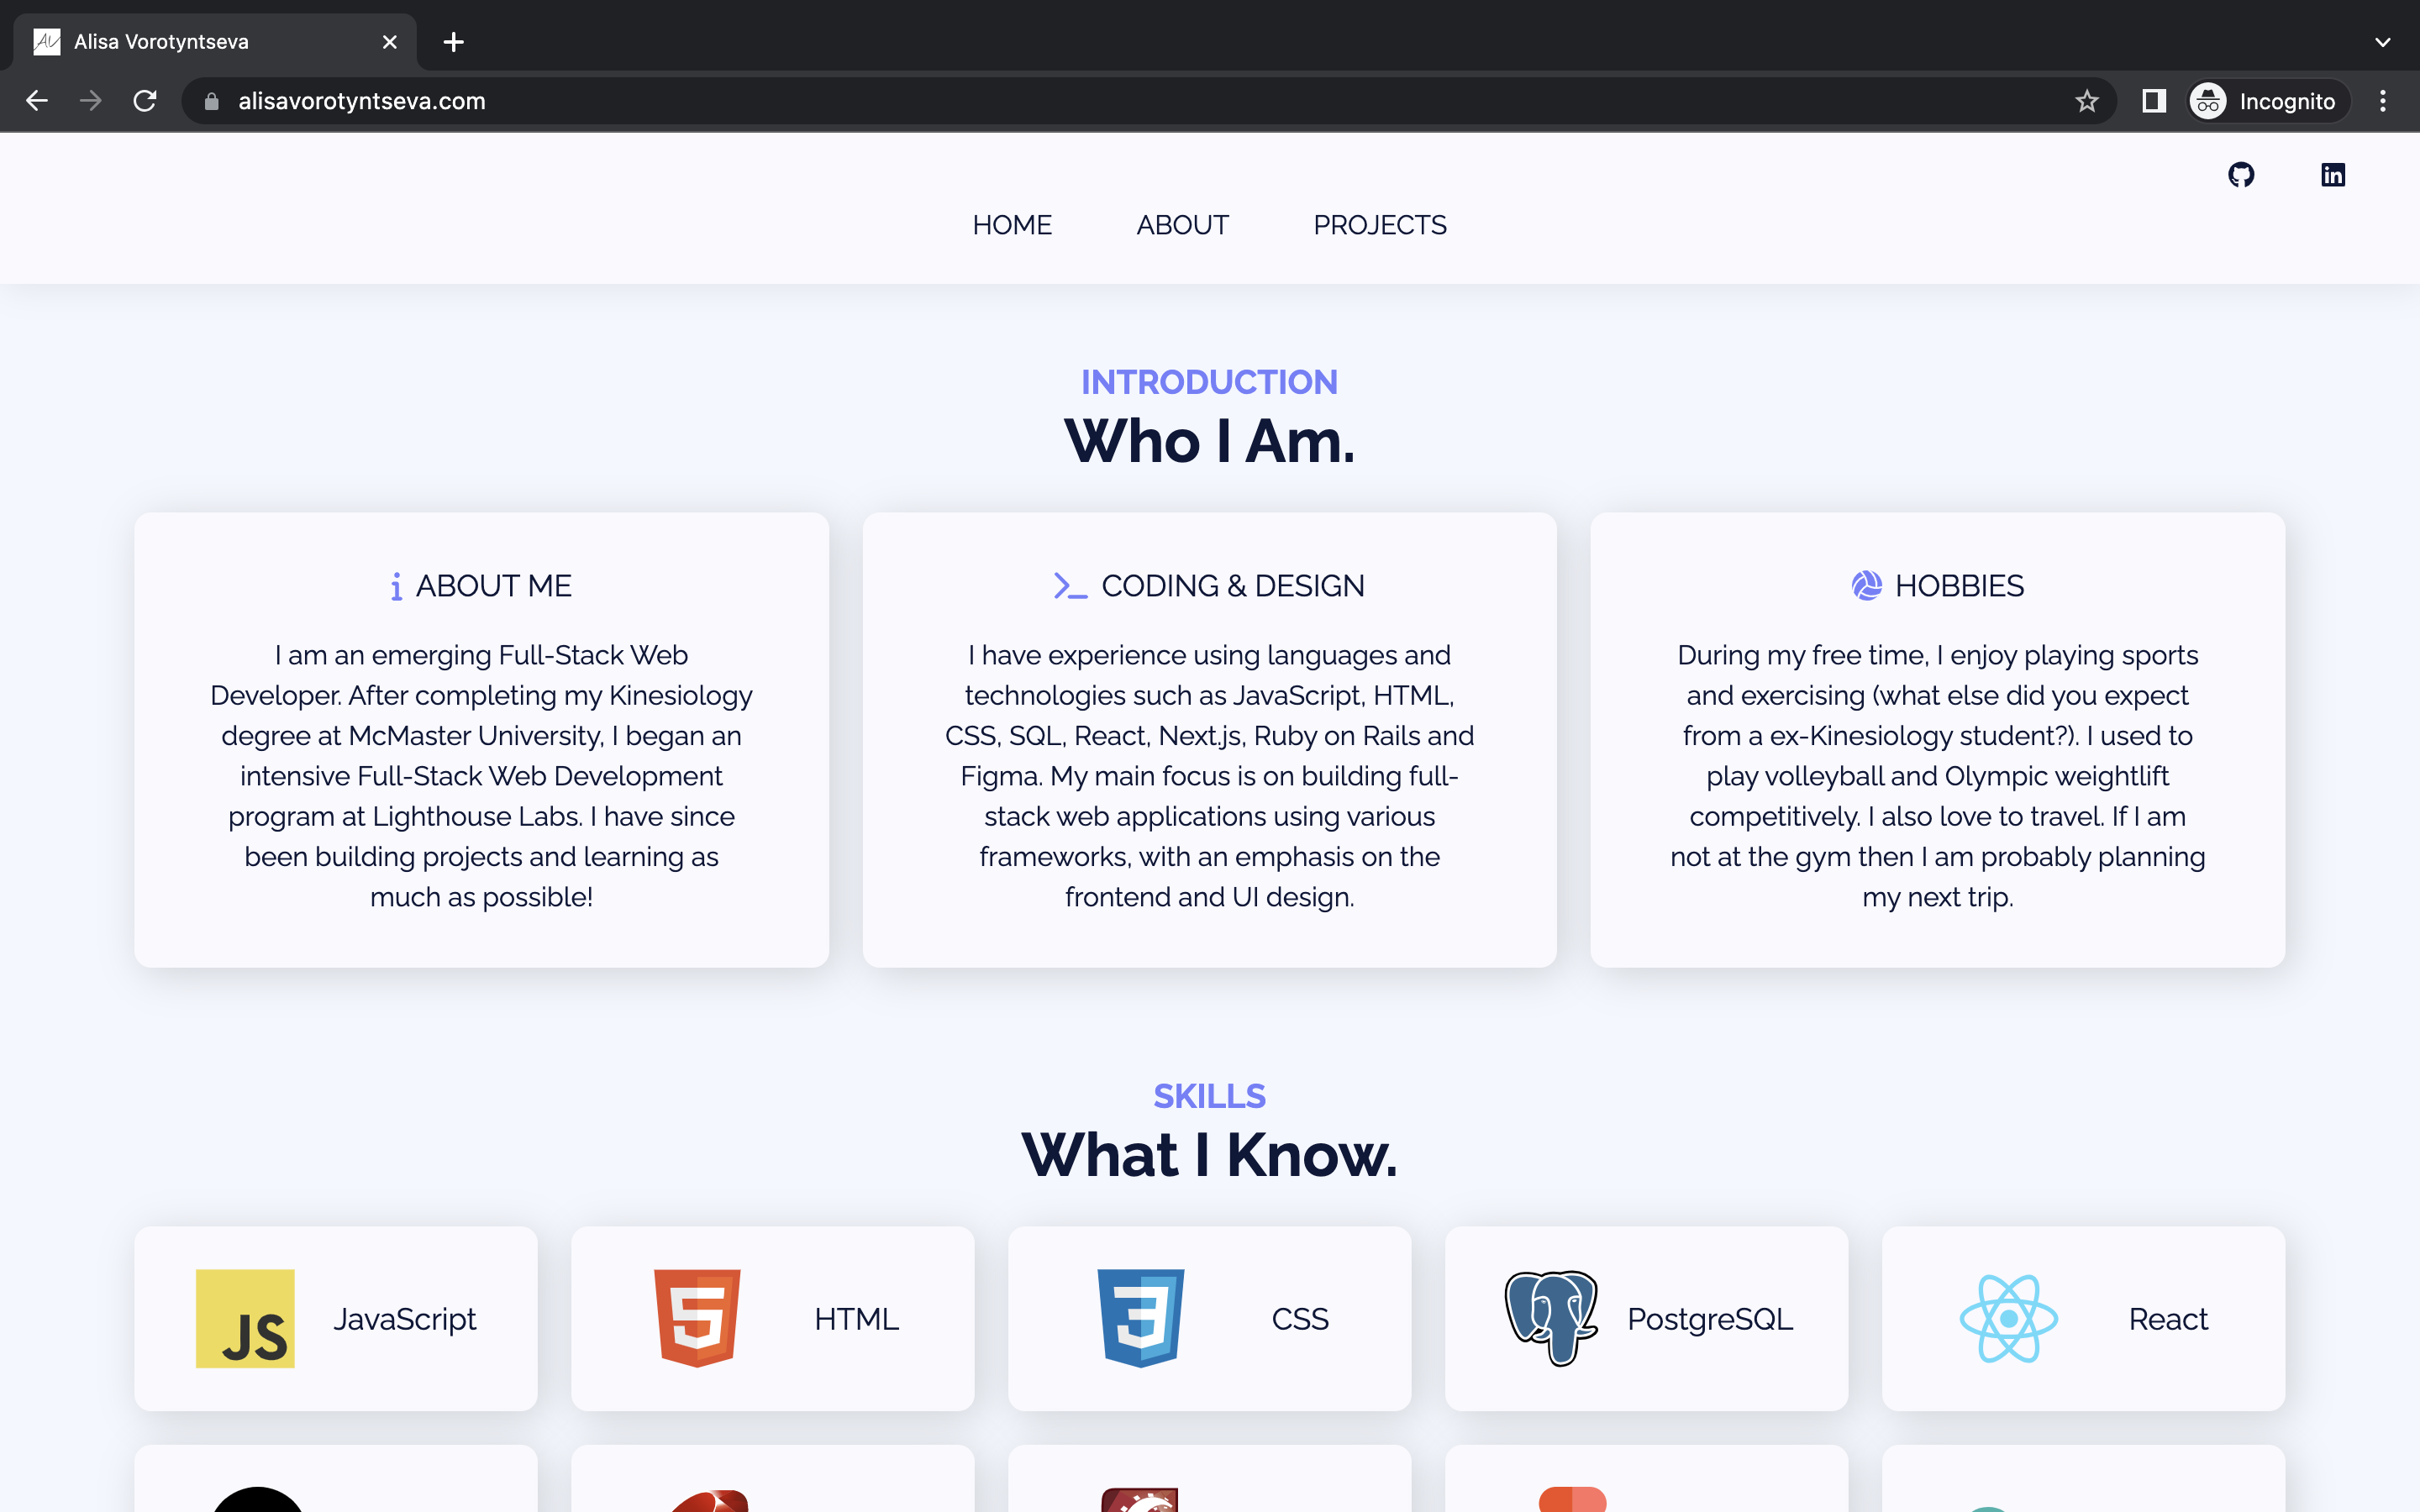 Alisa Vorotyntseva
alisavorotyntseva.com
Incognito
HOME ABOUT PROJECTS
INTRODUCTION
Who I Am.
ABOUT ME
I am an emerging Full-Stack Web
Developer. After completing my Kinesiology
degree at McMaster University, I began an
intensive Full-Stack Web Development
program at Lighthouse Labs. I have since
been building projects and learning as
much as possible!
CODING & DESIGN
I have experience using languages and
technologies such as JavaScript, HTML,
CSS, SQL, React, Next.js, Ruby on Rails and
Figma. My main focus is on building full-
stack web applications using various
frameworks, with an emphasis on the
frontend and UI design.
HOBBIES
During my free time, I enjoy playing sports
and exercising (what else did you expect
from a ex-Kinesiology student?). I used to
play volleyball and Olympic weightlift
competitively. I also love to travel. If I am
not at the gym then I am probably planning
my next trip.
SKILLS
What I Know.
JS JavaScript
HTML
CSS
PostgreSQL
React